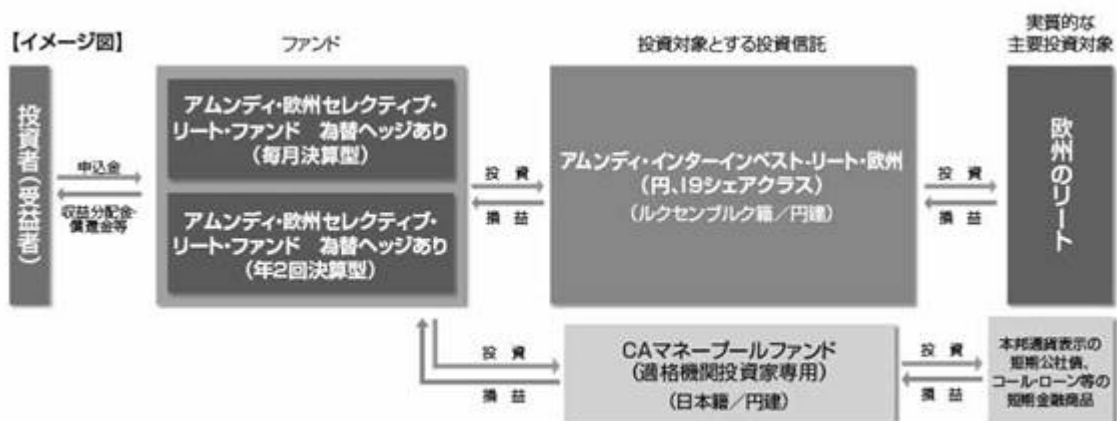 【イメージ図】
ファンド
投資対象とする投資信託
実質的な
主要投資対象
投資者(受益者)
申込金
収益分配金・
償還金等
アムンディ・欧州セレクティブ・
リート・ファンド 為替ヘッジあり
(毎月決算型)
アムンディ・欧州セレクティブ・
リート・ファンド 為替ヘッジあり
(年2回決算型)
投 資
損 益
アムンディ・インターインベスト-リート・欧州
(円、I9シェアクラス)
(ルクセンブルク籍/円建)
投 資
損 益
欧州のリート
投 資
損 益
CAマネープールファンド
(適格機関投資家専用)
(日本籍/円建)
投 資
損 益
本邦通貨表示の
短期公社債、
コール・ローン等の
短期金融商品